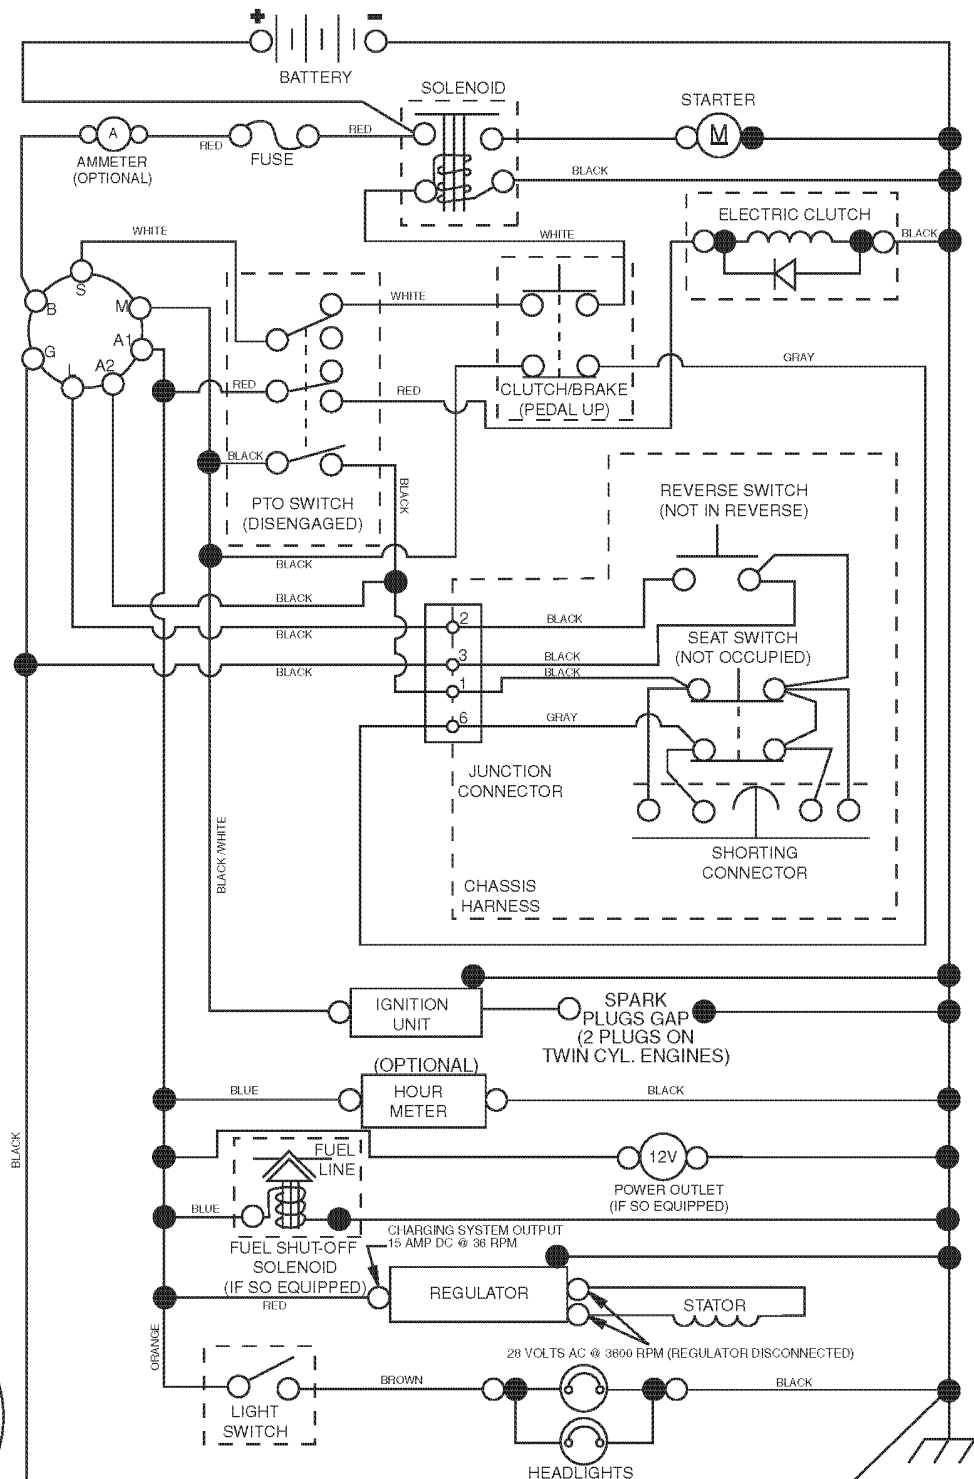 + -
BATTERY
SOLENOID
STARTER
A
RED
FUSE
RED
M
AMMETER
(OPTIONAL)
BLACK
ELECTRIC CLUTCH
WHITE
WHITE
BLACK
S
B
M
WHITE
A1
G
GRAY
A2
L
RED
RED
CLUTCH/BRAKE
(PEDAL UP)
BLACK
BLACK
PTO SWITCH
(DISENGAGED)
REVERSE SWITCH
(NOT IN REVERSE)
BLACK
BLACK
2
BLACK
BLACK
SEAT SWITCH
(NOT OCCUPIED)
3
BLACK
BLACK
BLACK
1
6
GRAY
JUNCTION
CONNECTOR
BLACK/WHITE
SHORTING
CONNECTOR
CHASSIS
HARNESS
IGNITION
UNIT
SPARK
PLUGS GAP
(2 PLUGS ON
TWIN CYL. ENGINES)
(OPTIONAL)
HOUR
METER
BLUE
BLACK
BLACK
FUEL
LINE
12V
POWER OUTLET
(IF SO EQUIPPED)
BLUE
CHARGING SYSTEM OUTPUT
15 AMP DC @ 36 RPM
FUEL SHUT-OFF
SOLENOID
(IF SO EQUIPPED)
RED
REGULATOR
STATOR
28 VOLTS AC @ 3600 RPM (REGULATOR DISCONNECTED)
ORANGE
BROWN
BLACK
LIGHT
SWITCH
HEADLIGHTS